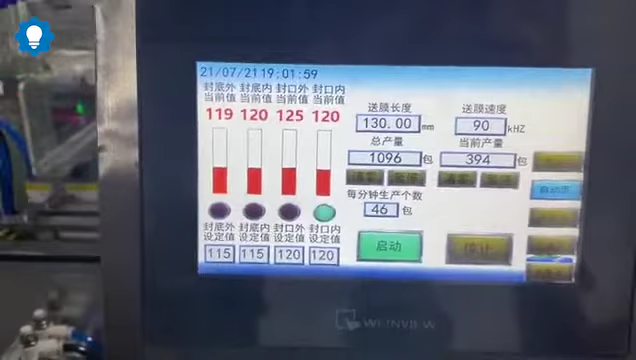 21/07/21 19:01:59
封底外 封底内 封口外 封口内
当前值 当前值 当前值 当前值
119 120 125 120
封底外 封底内 封口外 封口内
设定值 设定值 设定值 设定值
115 115 120 120
送膜长度
130.00 mm
送膜速度
90 kHZ
总产量
1096 包
当前产量
394 包
每分钟生产个数
46 包
启动
停止
WEINVIEW